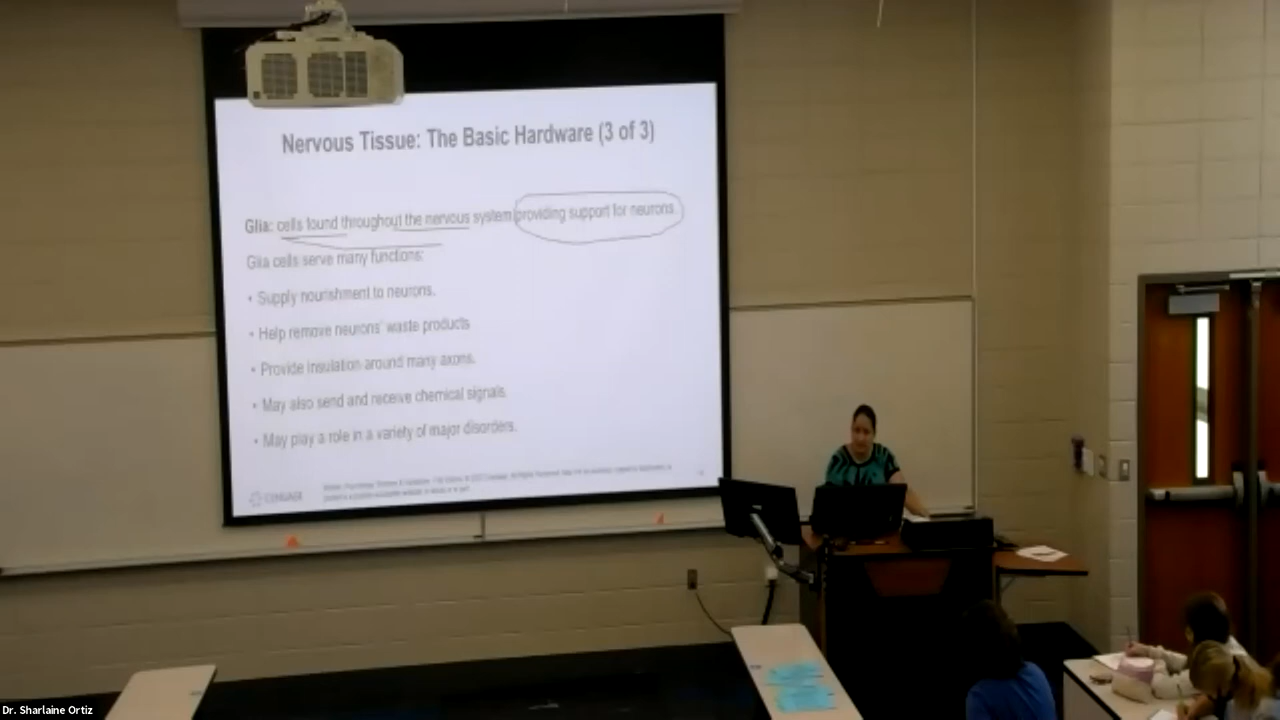 Nervous Tissue: The Basic Hardware (3 of 3)
Glia: cells found throughout the nervous system providing support for neurons.
Glia cells serve many functions:
• Supply nourishment to neurons.
• Help remove neurons' waste products
• Provide insulation around many axons.
• May also send and receive chemical signals
• May play a role in a variety of major disorders.
CENGAGE
Dr. Sharlaine Ortiz